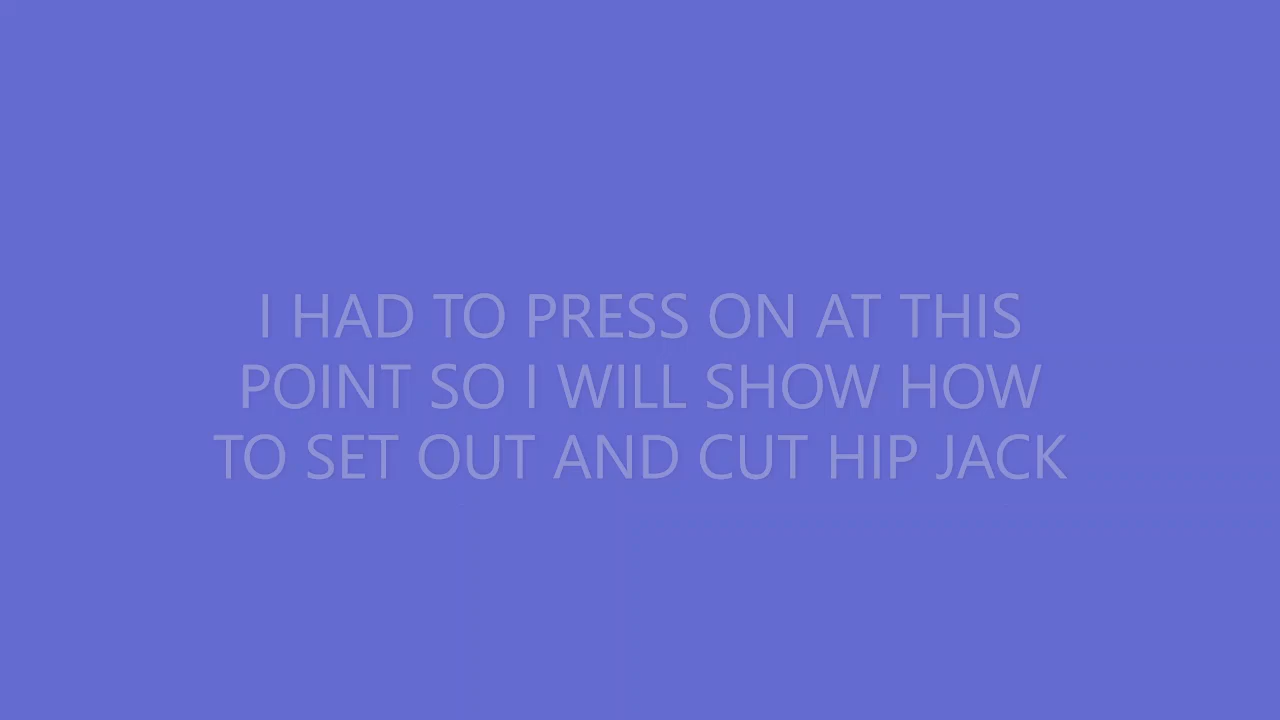 I HAD TO PRESS ON AT THIS
POINT SO I WILL SHOW HOW
TO SET OUT AND CUT HIP JACK